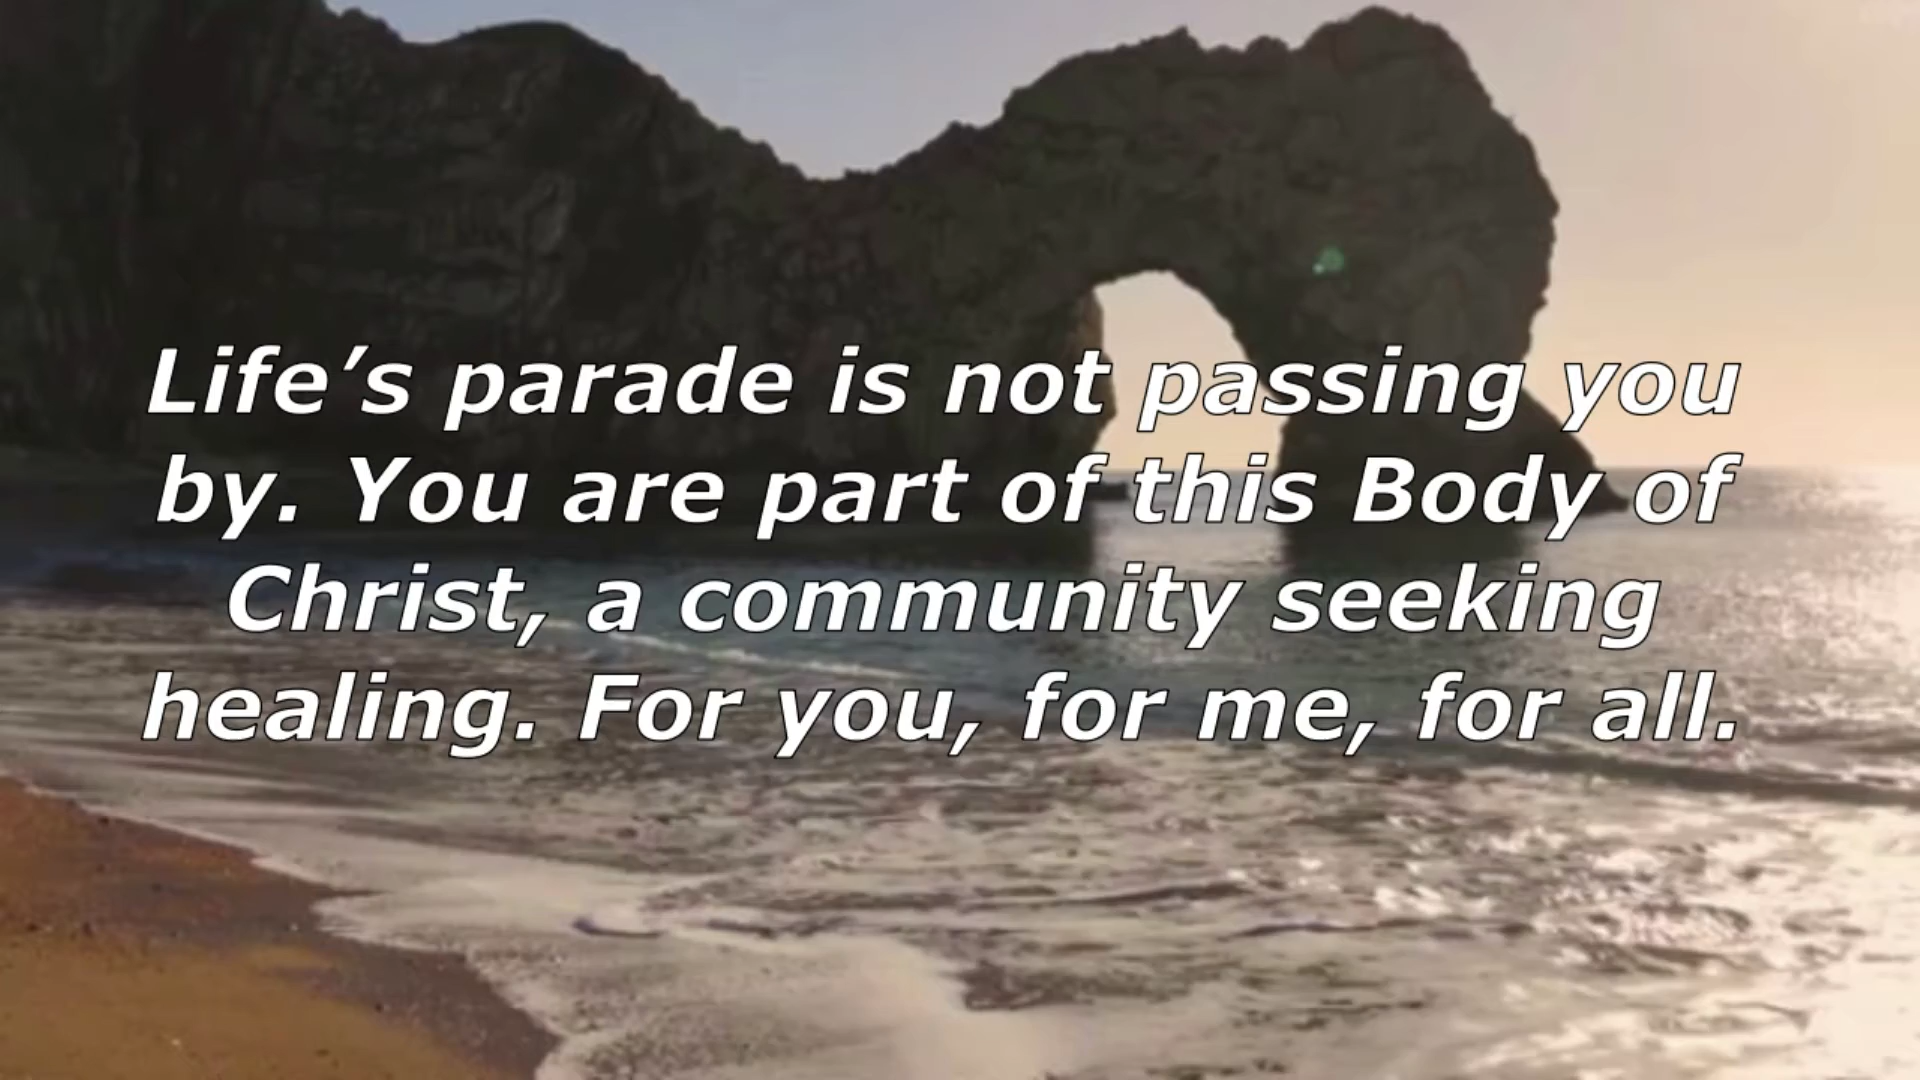 Life’s parade is not passing you
by. You are part of this Body of
Christ, a community seeking
healing. For you, for me, for all.